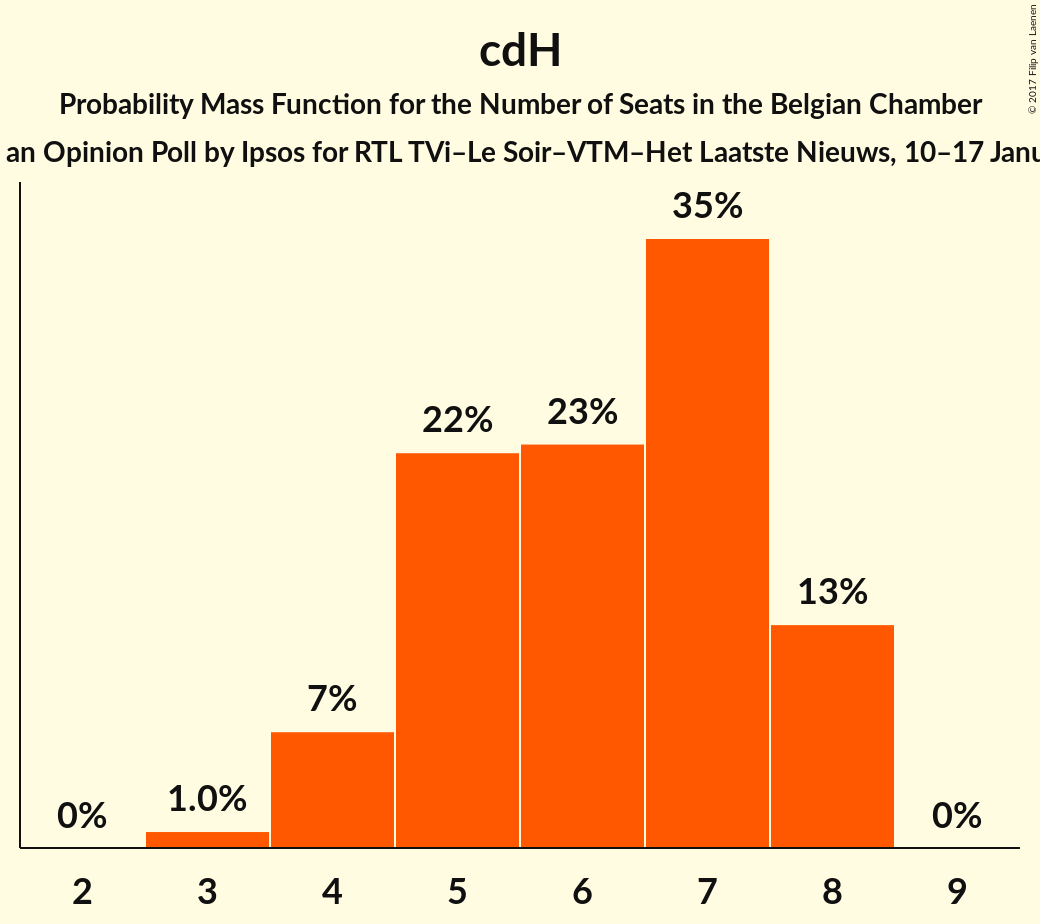 cdH
Probability Mass Function for the Number of Seats in the Belgian Chamber
an Opinion Poll by Ipsos for RTL TVi–Le Soir–VTM–Het Laatste Nieuws, 10–17 Janu
© 2017 Filip van Laenen
35%
23%
22%
13%
7%
1.0%
0%
0%
2 3 4 5 6 7 8 9